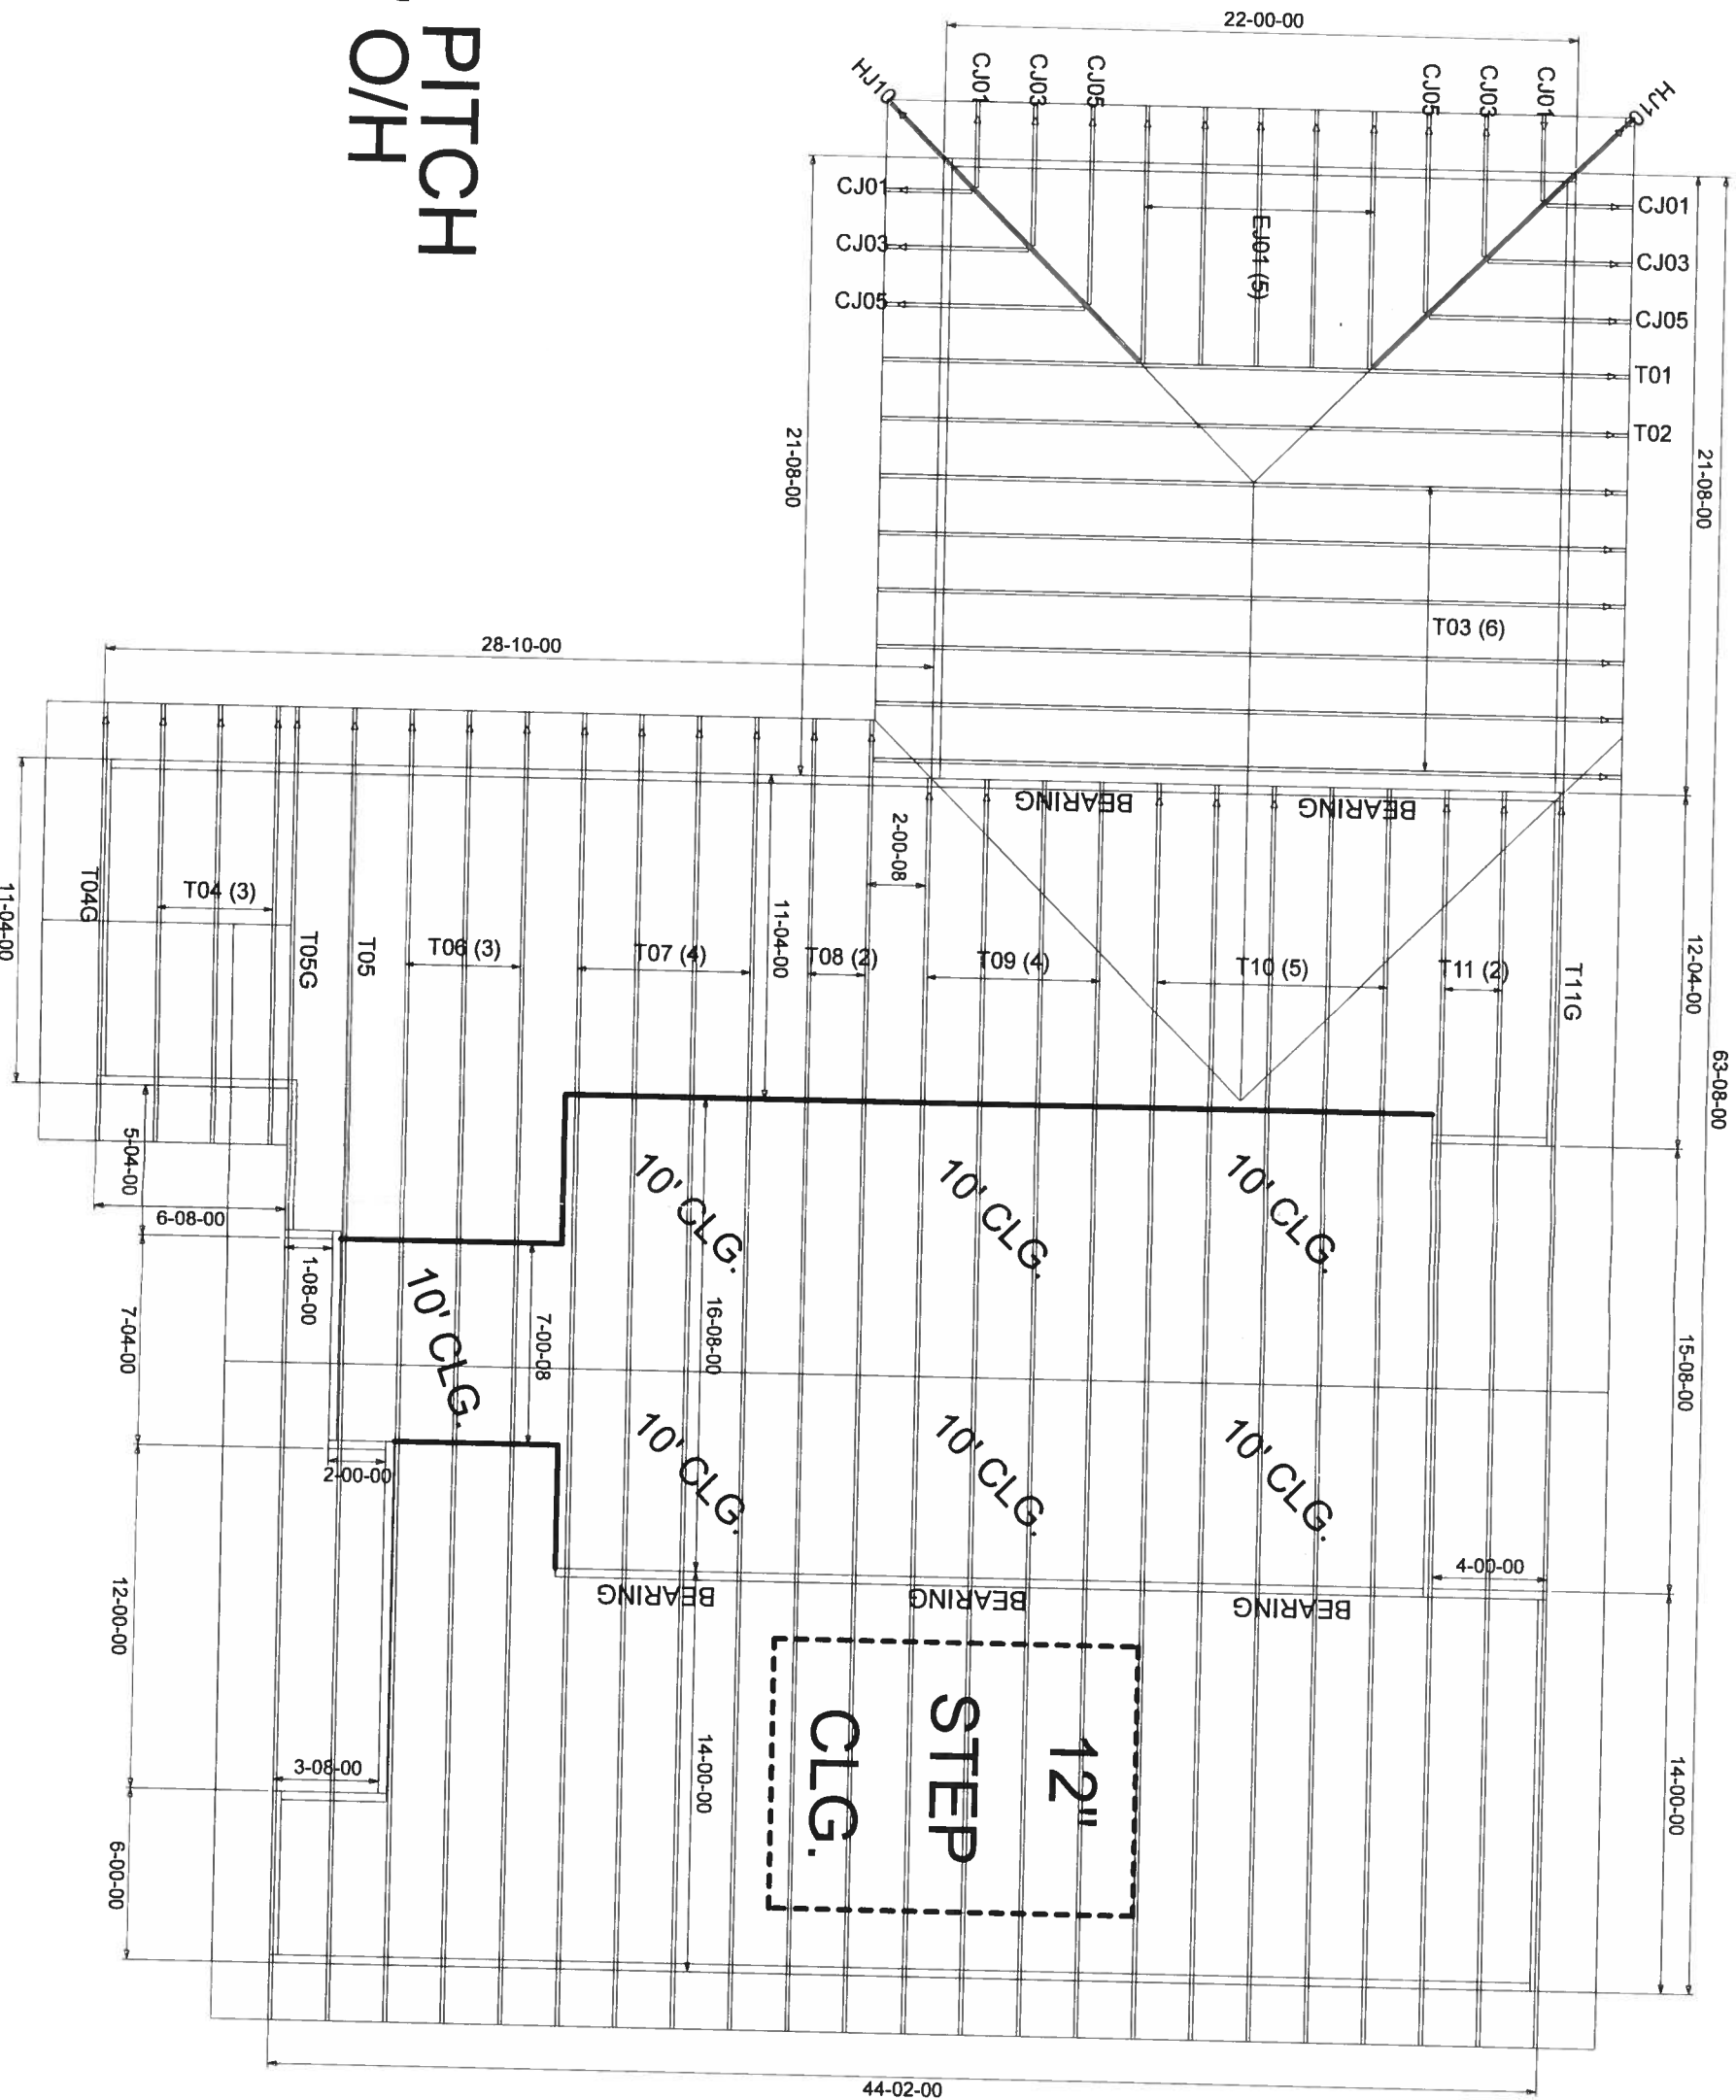 PITCH
O/H
22-00-00
HJ10
CJ01
CJ03
CJ05
CJ05
CJ03
CJ01
HJ10
CJ01
CJ03
CJ05
EJ01 (5)
CJ01
CJ03
CJ05
T01
T02
T03 (6)
21-08-00
21-08-00
63-08-00
28-10-00
BEARING
BEARING
2-00-08
11-04-00
12-04-00
T04G
T04 (3)
T05G
T05
T06 (3)
T07 (4)
T08 (2)
T09 (4)
T10 (5)
T11 (2)
T11G
11-04-00
5-04-00
6-08-00
1-08-00
7-04-00
7-00-08
16-08-00
15-08-00
10' CLG.
10' CLG.
10' CLG.
10' CLG.
10' CLG.
10' CLG.
10' CLG.
2-00-00
4-00-00
BEARING
BEARING
BEARING
12"
STEP
CLG.
12-00-00
3-08-00
6-00-00
14-00-00
14-00-00
44-02-00